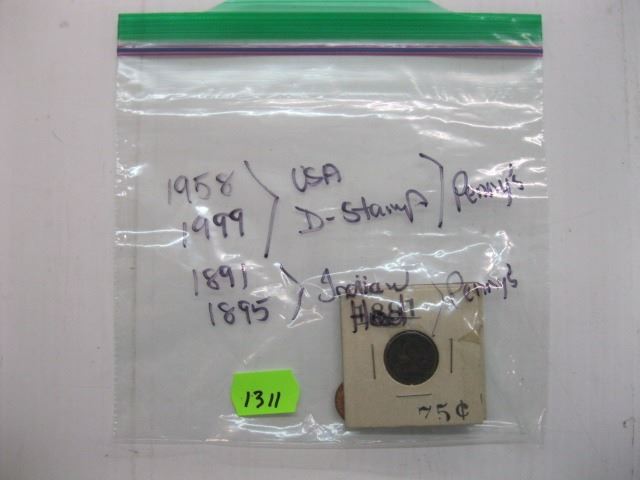 1958 USA
1999 D-Stamp Penny's
1891 Indian
1895 Head Penny's
75¢
1311